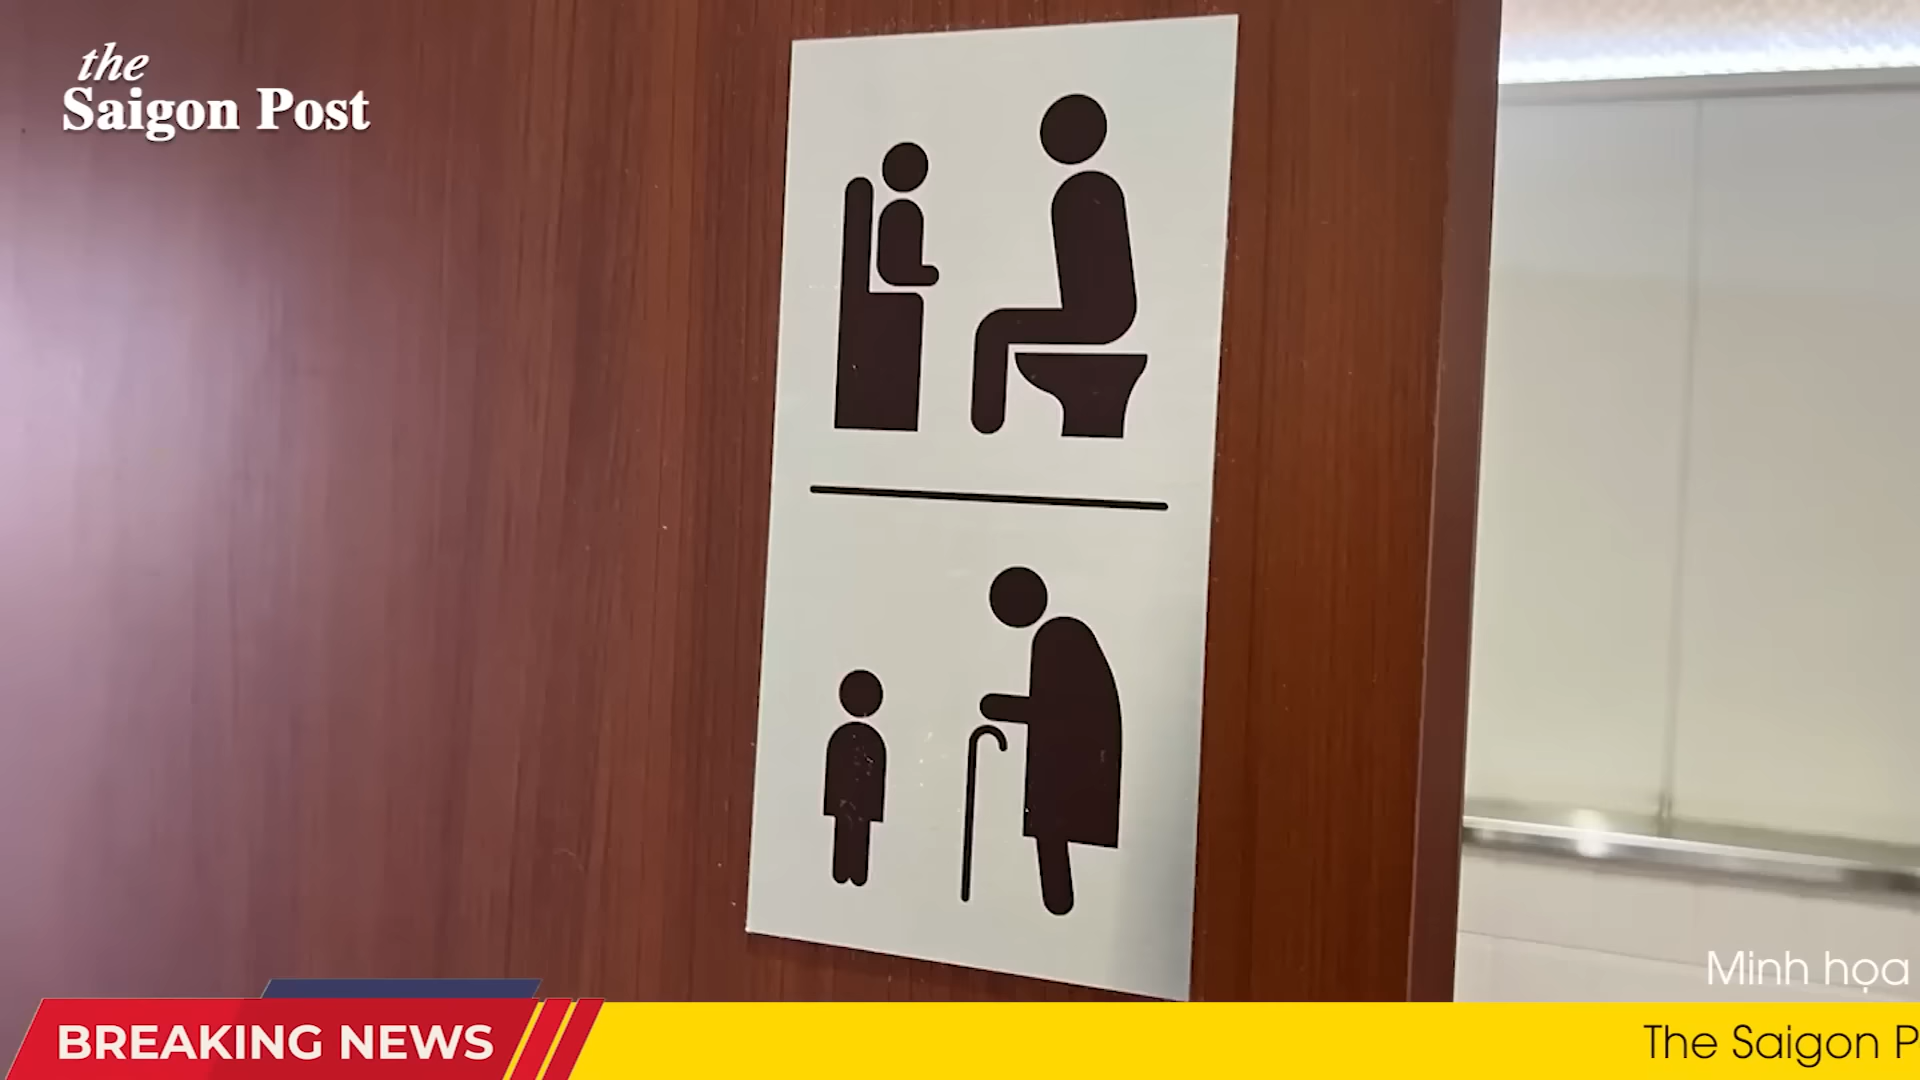 the
Saigon Post
Minh họa
BREAKING NEWS
The Saigon P